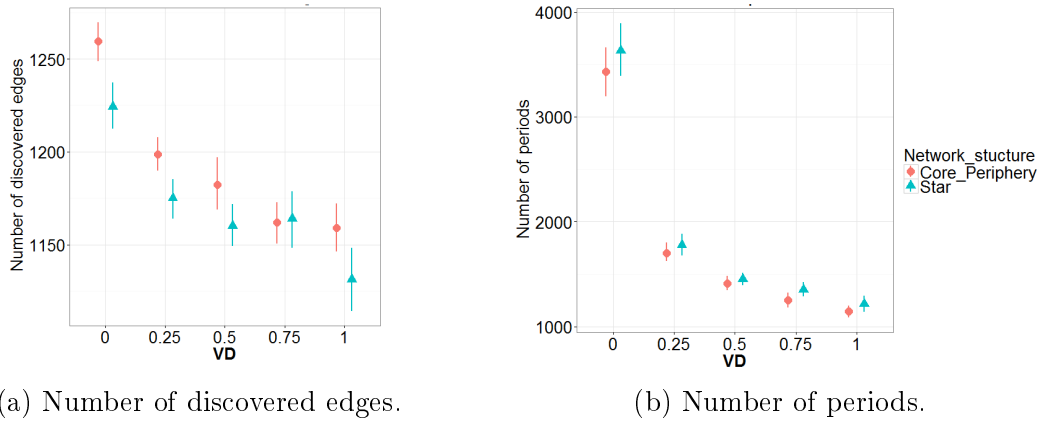 Number of discovered edges
1250
1200
1150
0 0.25 0.5 0.75 1
VD
Number of periods
4000
3000
2000
1000
0 0.25 0.5 0.75 1
VD
Network_stucture
Core_Periphery
Star
(a) Number of discovered edges.
(b) Number of periods.